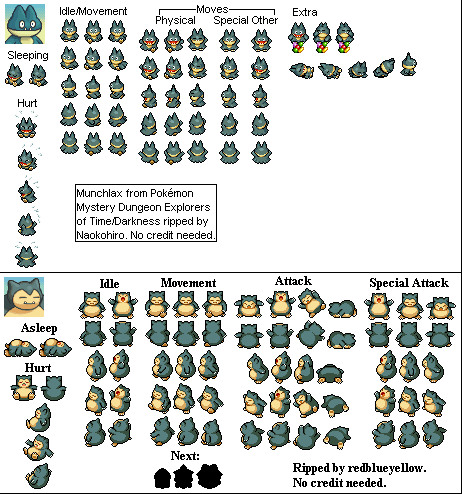 Idle/Movement
Moves
Physical
Special Other
Extra
Sleeping
Hurt
Munchlax from Pokémon
Mystery Dungeon Explorers
of Time/Darkness ripped by
Naokohiro. No credit needed.
Idle
Movement
Attack
Special Attack
Asleep
Hurt
Next:
Ripped by redblueyellow.
No credit needed.